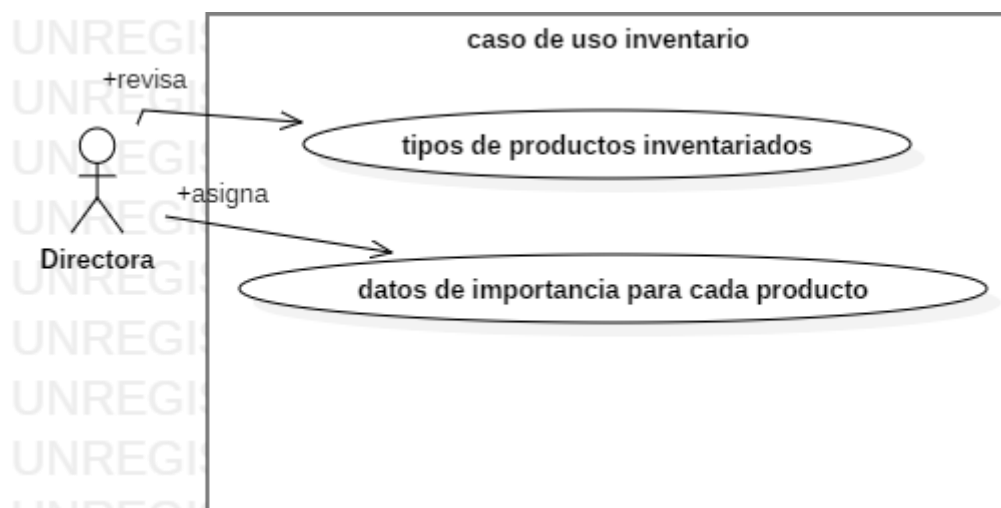 UNREGIS
caso de uso inventario
+revisa
UNREGI
tipos de productos inventariados
UNREGIS
+asigna
UNREGIS
Directora
UNREGIS
datos de importancia para cada producto
UNREGIS
UNREGIS
UNREGIS
UNREGIS